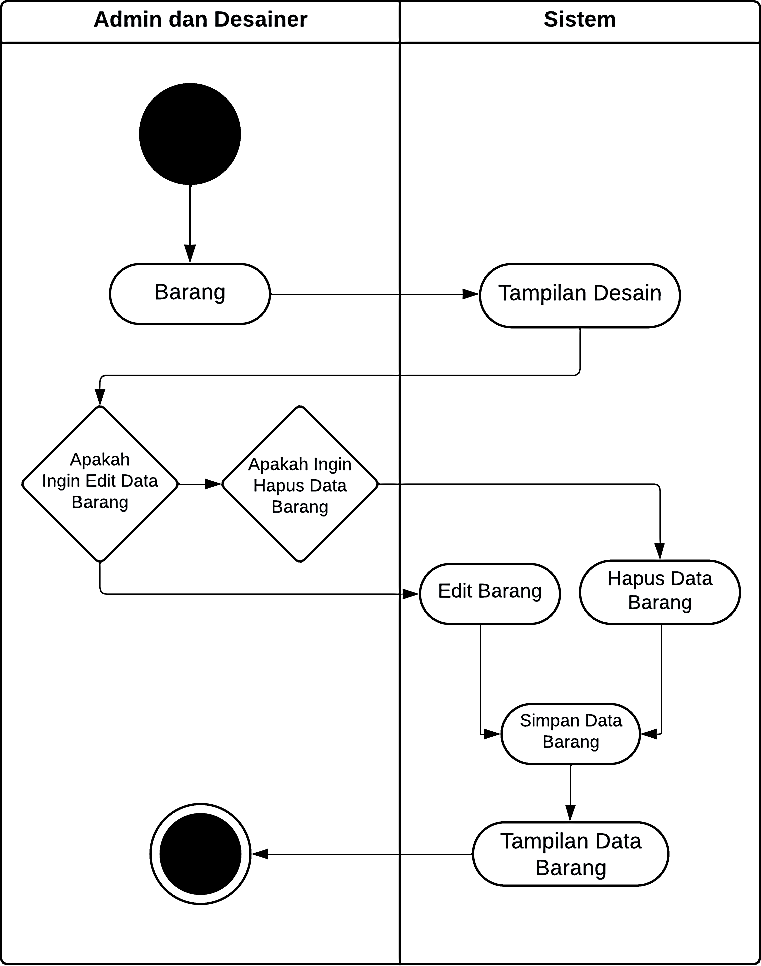 Admin dan Desainer
Sistem
Barang
Tampilan Desain
Apakah
Ingin Edit Data
Barang
Apakah Ingin
Hapus Data
Barang
Edit Barang
Hapus Data
Barang
Simpan Data
Barang
Tampilan Data
Barang